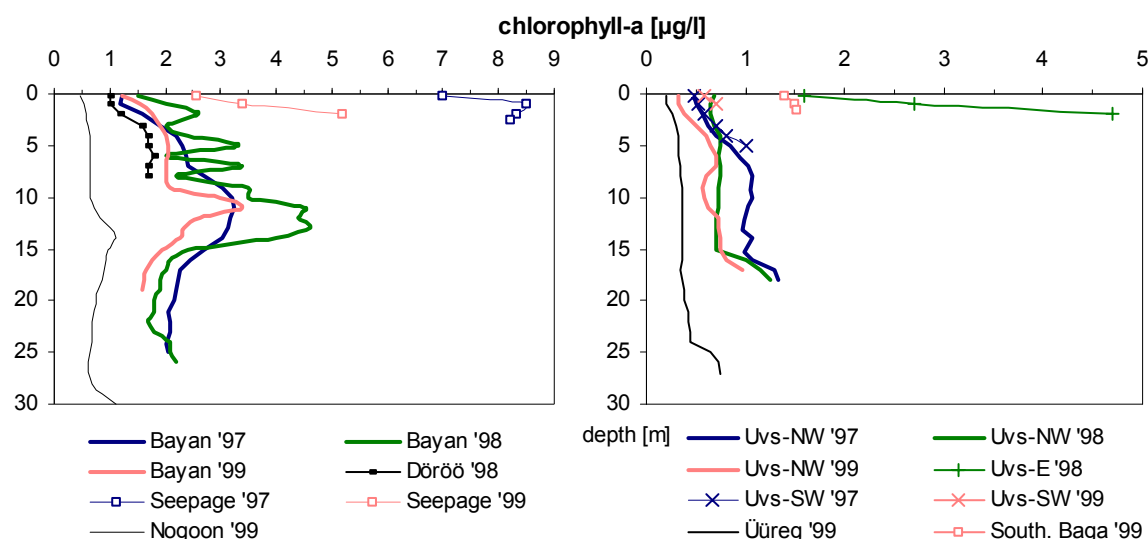 chlorophyll-a [µg/l]
0 1 2 3 4 5 6 7 8 9
0 1 2 3 4 5
0
5
10
15
20
25
30
0
5
10
15
20
25
30
depth [m]
Bayan '97 Bayan '98
Bayan '99 Döröö '98
Seepage '97 Seepage '99
Nogoon '99
Uvs-NW '97 Uvs-NW '98
Uvs-NW '99 Uvs-E '98
Uvs-SW '97 Uvs-SW '99
Üüreg '99 South. Baga '99